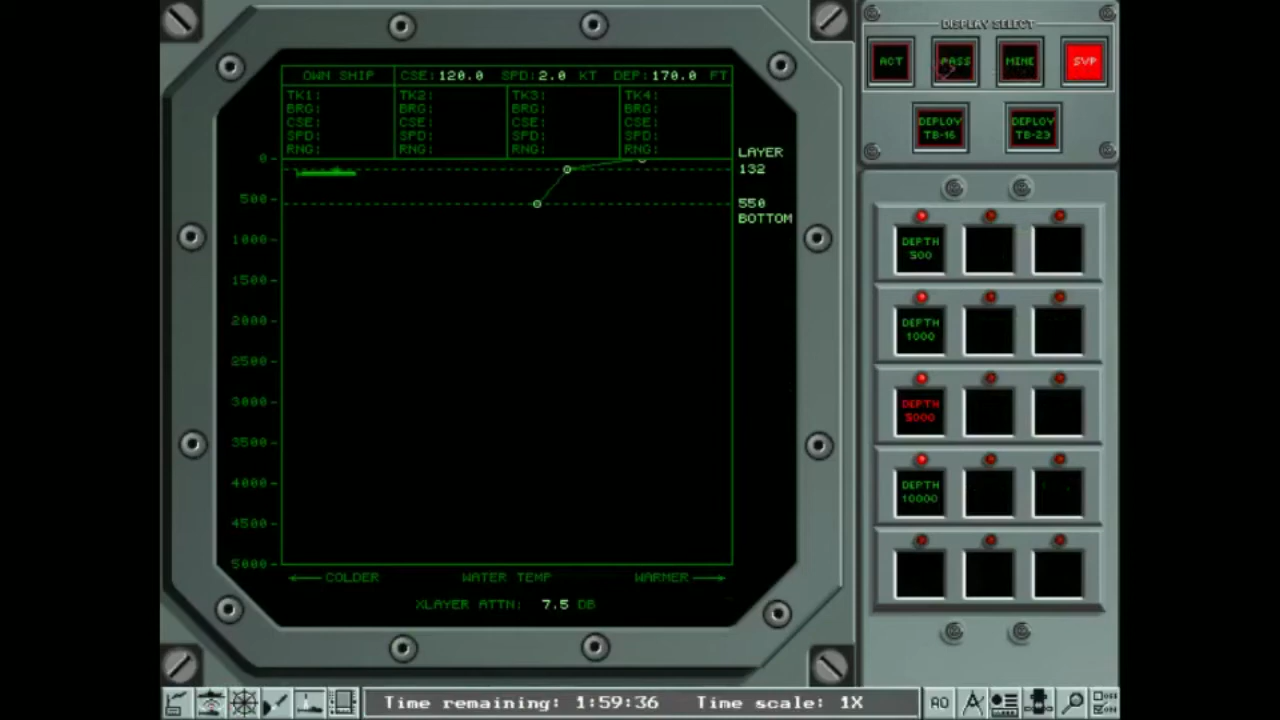 DISPLAY SELECT
ACT PASS MINE SVP
DEPLOY TB-16 DEPLOY TB-23
OWN SHIP CSE:120.0 SPD:2.0 KT DEP:170.0 FT
TK1: TK2: TK3: TK4:
BRG: BRG: BRG: BRG:
CSE: CSE: CSE: CSE:
SPD: SPD: SPD: SPD:
RNG: RNG: RNG: RNG:
LAYER
132
550
BOTTOM
0-
500-
1000-
1500-
2000-
2500-
3000-
3500-
4000-
4500-
5000-
COLDER WATER TEMP WARMER
XLAYER ATTN: 7.5 DB
DEPTH
500
DEPTH
1000
DEPTH
5000
DEPTH
10000
Time remaining: 1:59:36 Time scale: 1X
AO
OFF
ON